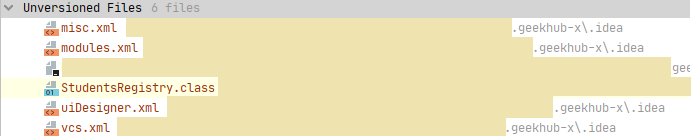 Unversioned Files 6 files
misc.xml .geekhub-x\.idea
modules.xml .geekhub-x\.idea
gee
StudentsRegistry.class
uiDesigner.xml .geekhub-x\.idea
vcs.xml .geekhub-x\.idea